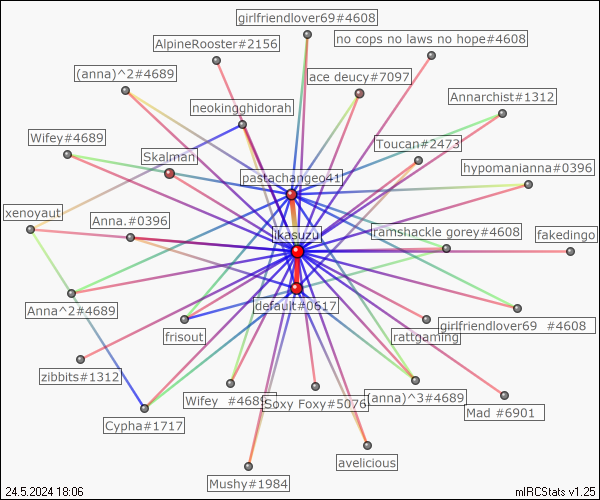 girlfriendlover69#4608
AlpineRooster#2156
no cops no laws no hope#4608
(anna)^2#4689
ace deucy#7097
Annarchist#1312
neokingghidorah
Wifey#4689
Toucan#2473
Skalman
hypomanianna#0396
pastachangeo41
xenoyaut
Anna.#0396
ikasuzu
ramshackle gorey#4608
fakedingo
default#0617
Anna^2#4689
girlfriendlover69 #4608
frisout
rattgaming
zibbits#1312
Wifey #4689
Soxy Foxy#5076
(anna)^3#4689
Mad #6901
Cypha#1717
avelicious
Mushy#1984
24.5.2024 18:06
mIRCStats v1.25